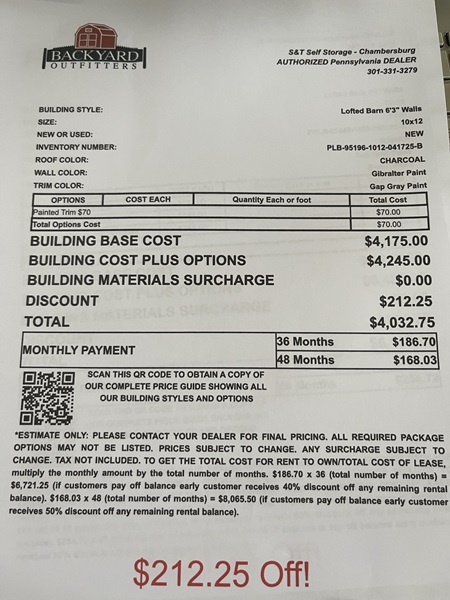 BACKYARD
OUTFITTERS
S&T Self Storage - Chambersburg
AUTHORIZED Pennsylvania DEALER
301-331-3279
BUILDING STYLE: Lofted Barn 6'3" Walls
SIZE: 10x12
NEW OR USED: NEW
INVENTORY NUMBER: PLB-95196-1012-041725-B
ROOF COLOR: CHARCOAL
WALL COLOR: Gibralter Paint
TRIM COLOR: Gap Gray Paint
OPTIONS COST EACH Quantity Each or foot Total Cost
Painted Trim $70 $70.00
Total Options Cost $70.00
BUILDING BASE COST $4,175.00
BUILDING COST PLUS OPTIONS $4,245.00
BUILDING MATERIALS SURCHARGE $0.00
DISCOUNT $212.25
TOTAL $4,032.75
MONTHLY PAYMENT
36 Months $186.70
48 Months $168.03
SCAN THIS QR CODE TO OBTAIN A COPY OF
OUR COMPLETE PRICE GUIDE SHOWING ALL
OUR BUILDING STYLES AND OPTIONS
*ESTIMATE ONLY: PLEASE CONTACT YOUR DEALER FOR FINAL PRICING. ALL REQUIRED PACKAGE
OPTIONS MAY NOT BE LISTED. PRICES SUBJECT TO CHANGE. ANY SURCHARGE SUBJECT TO
CHANGE. TAX NOT INCLUDED. TO GET THE TOTAL COST FOR RENT TO OWN/TOTAL COST OF LEASE,
multiply the monthly amount by the total number of months. $186.70 x 36 (total number of months) =
$6,721.25 (if customers pay off balance early customer receives 40% discount off any remaining rental
balance). $168.03 x 48 (total number of months) = $8,065.50 (if customers pay off balance early customer
receives 50% discount off any remaining rental balance).
$212.25 Off!